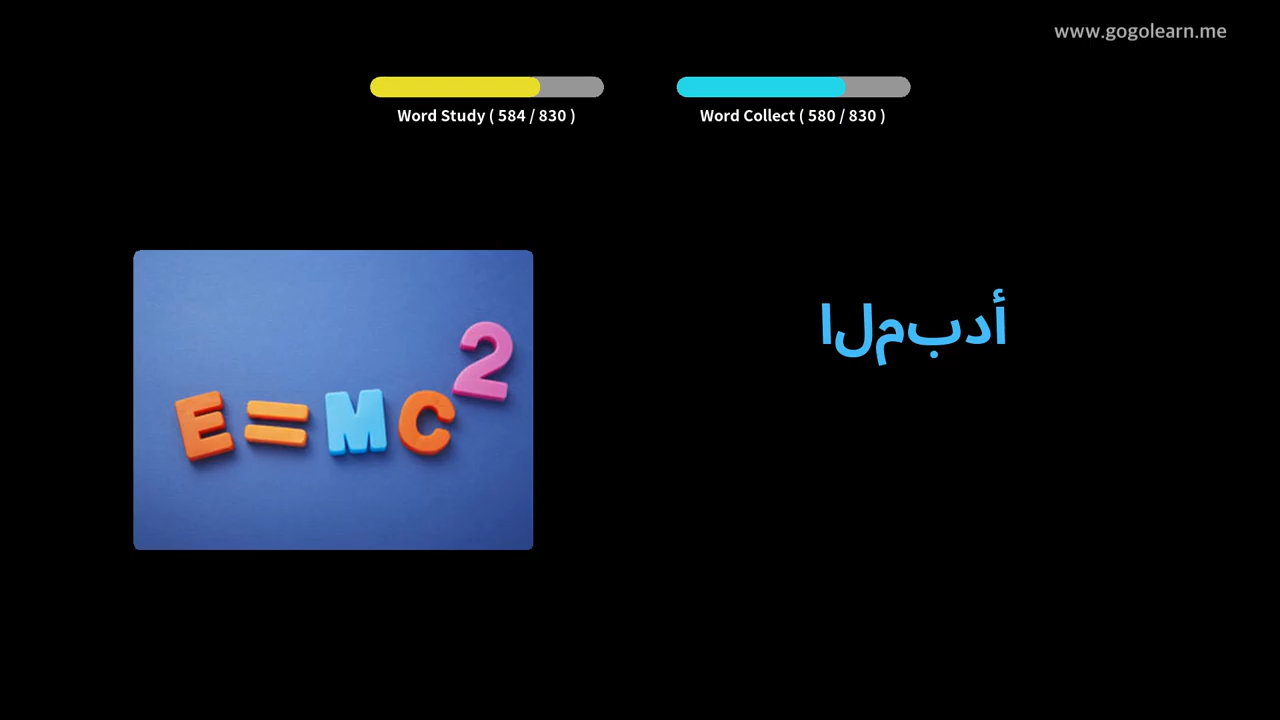 www.gogolearn.me
Word Study ( 584 / 830 )
Word Collect ( 580 / 830 )
E=MC²
المبدأ